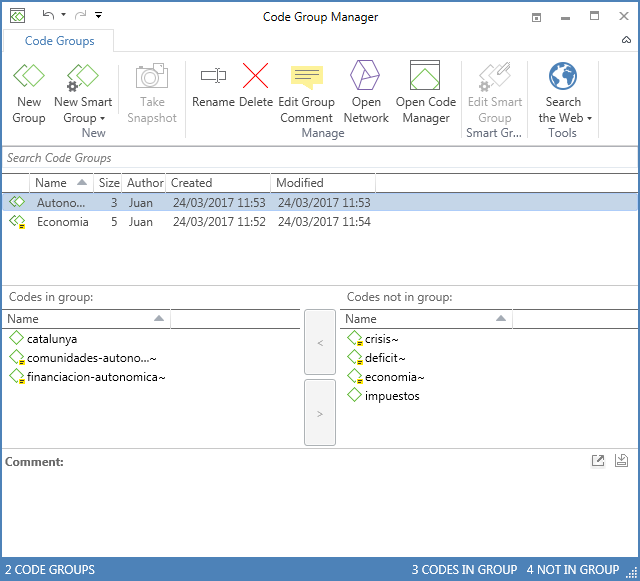 Code Group Manager
Code Groups
New Group
New Smart Group
Take Snapshot
Rename
Delete
Edit Group Comment
Open Network
Open Code Manager
Edit Smart Group
Search the Web
New
Manage
Smart Gr...
Tools
Search Code Groups
Name Size Author Created Modified
Autono... 3 Juan 24/03/2017 11:53 24/03/2017 11:53
Economia 5 Juan 24/03/2017 11:52 24/03/2017 11:54
Codes in group:
Name
catalunya
comunidades-autono...~
financiacion-autonomica~
<
>
Codes not in group:
Name
crisis~
deficit~
economia~
impuestos
Comment:
2 CODE GROUPS
3 CODES IN GROUP 4 NOT IN GROUP